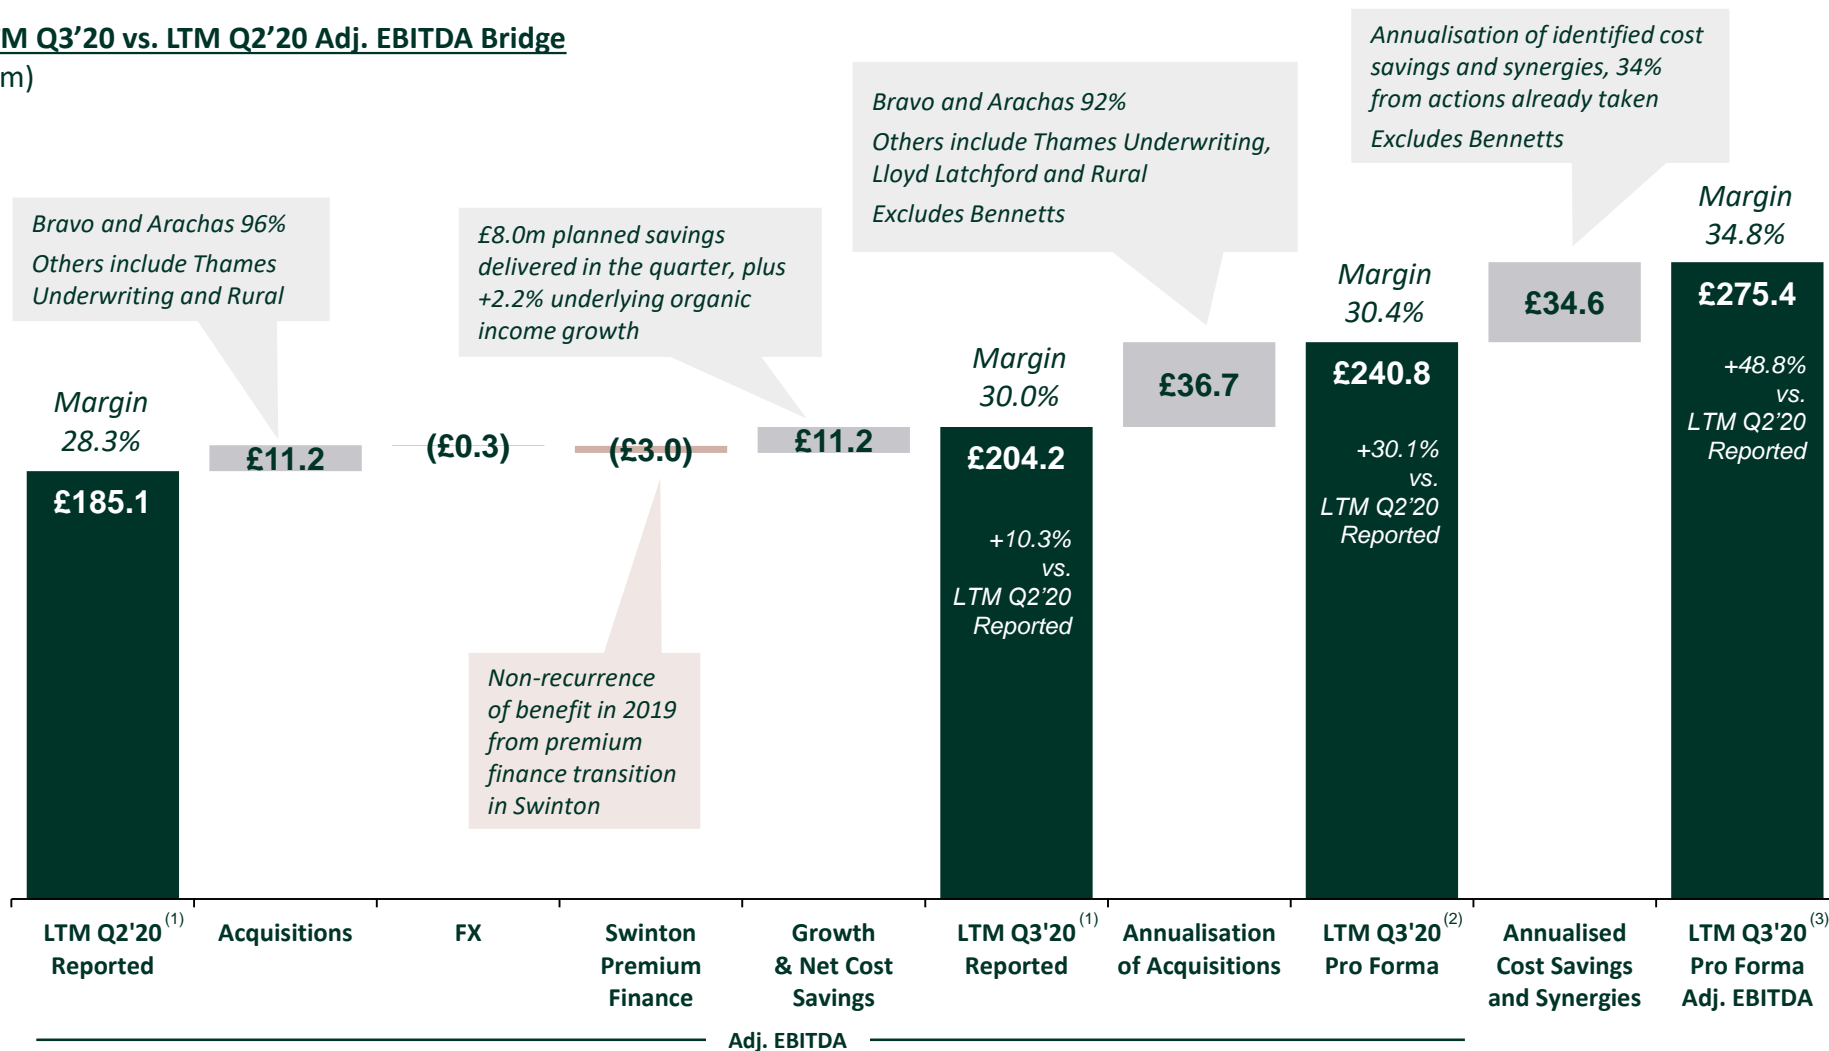 M Q3’20 vs. LTM Q2’20 Adj. EBITDA Bridge
m)
Bravo and Arachas 96%
Others include Thames
Underwriting and Rural
£8.0m planned savings
delivered in the quarter, plus
+2.2% underlying organic
income growth
Bravo and Arachas 92%
Others include Thames Underwriting,
Lloyd Latchford and Rural
Excludes Bennetts
Annualisation of identified cost
savings and synergies, 34%
from actions already taken
Excludes Bennetts
Margin
28.3%
£185.1
£11.2
(£0.3)
(£3.0)
£11.2
Margin
30.0%
£204.2
+10.3%
vs.
LTM Q2’20
Reported
£36.7
Margin
30.4%
£240.8
+30.1%
vs.
LTM Q2’20
Reported
£34.6
Margin
34.8%
£275.4
+48.8%
vs.
LTM Q2’20
Reported
Non-recurrence
of benefit in 2019
from premium
finance transition
in Swinton
LTM Q2'20 (1)
Reported
Acquisitions
FX
Swinton
Premium
Finance
Growth
& Net Cost
Savings
LTM Q3'20 (1)
Reported
Annualisation
of Acquisitions
LTM Q3'20 (2)
Pro Forma
Annualised
Cost Savings
and Synergies
LTM Q3'20 (3)
Pro Forma
Adj. EBITDA
Adj. EBITDA